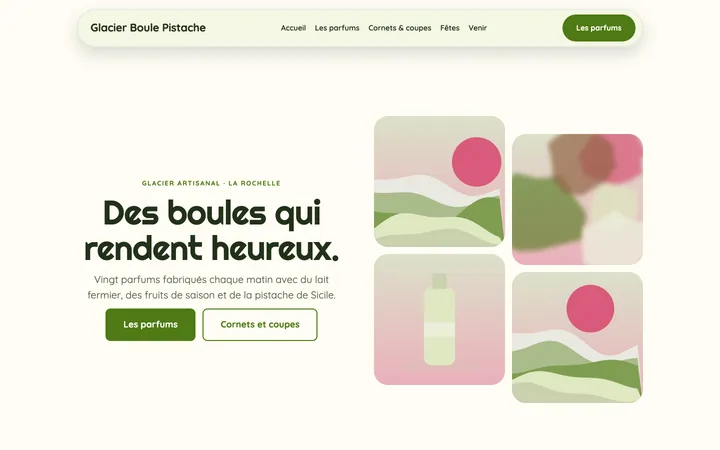 Glacier Boule Pistache
Accueil Les parfums Cornets & coupes Fêtes Venir
Les parfums
GLACIER ARTISANAL · LA ROCHELLE
Des boules qui
rendent heureux.
Vingt parfums fabriqués chaque matin avec du lait
fermier, des fruits de saison et de la pistache de Sicile.
Les parfums
Cornets et coupes